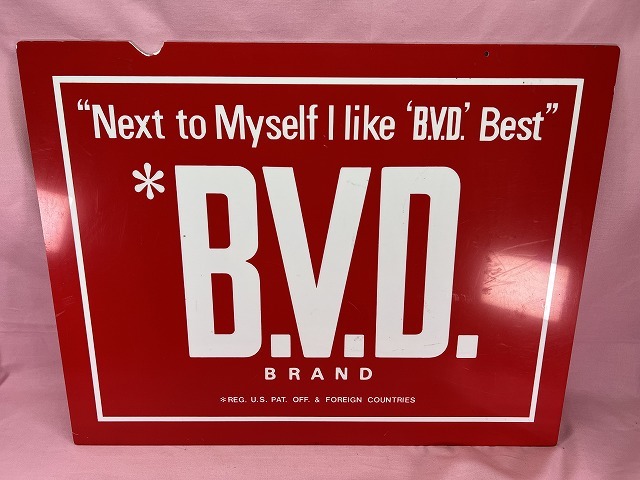 “Next to Myself I like ‘B.V.D.’ Best”
*B.V.D.
BRAND
*REG. U.S. PAT. OFF. & FOREIGN COUNTRIES